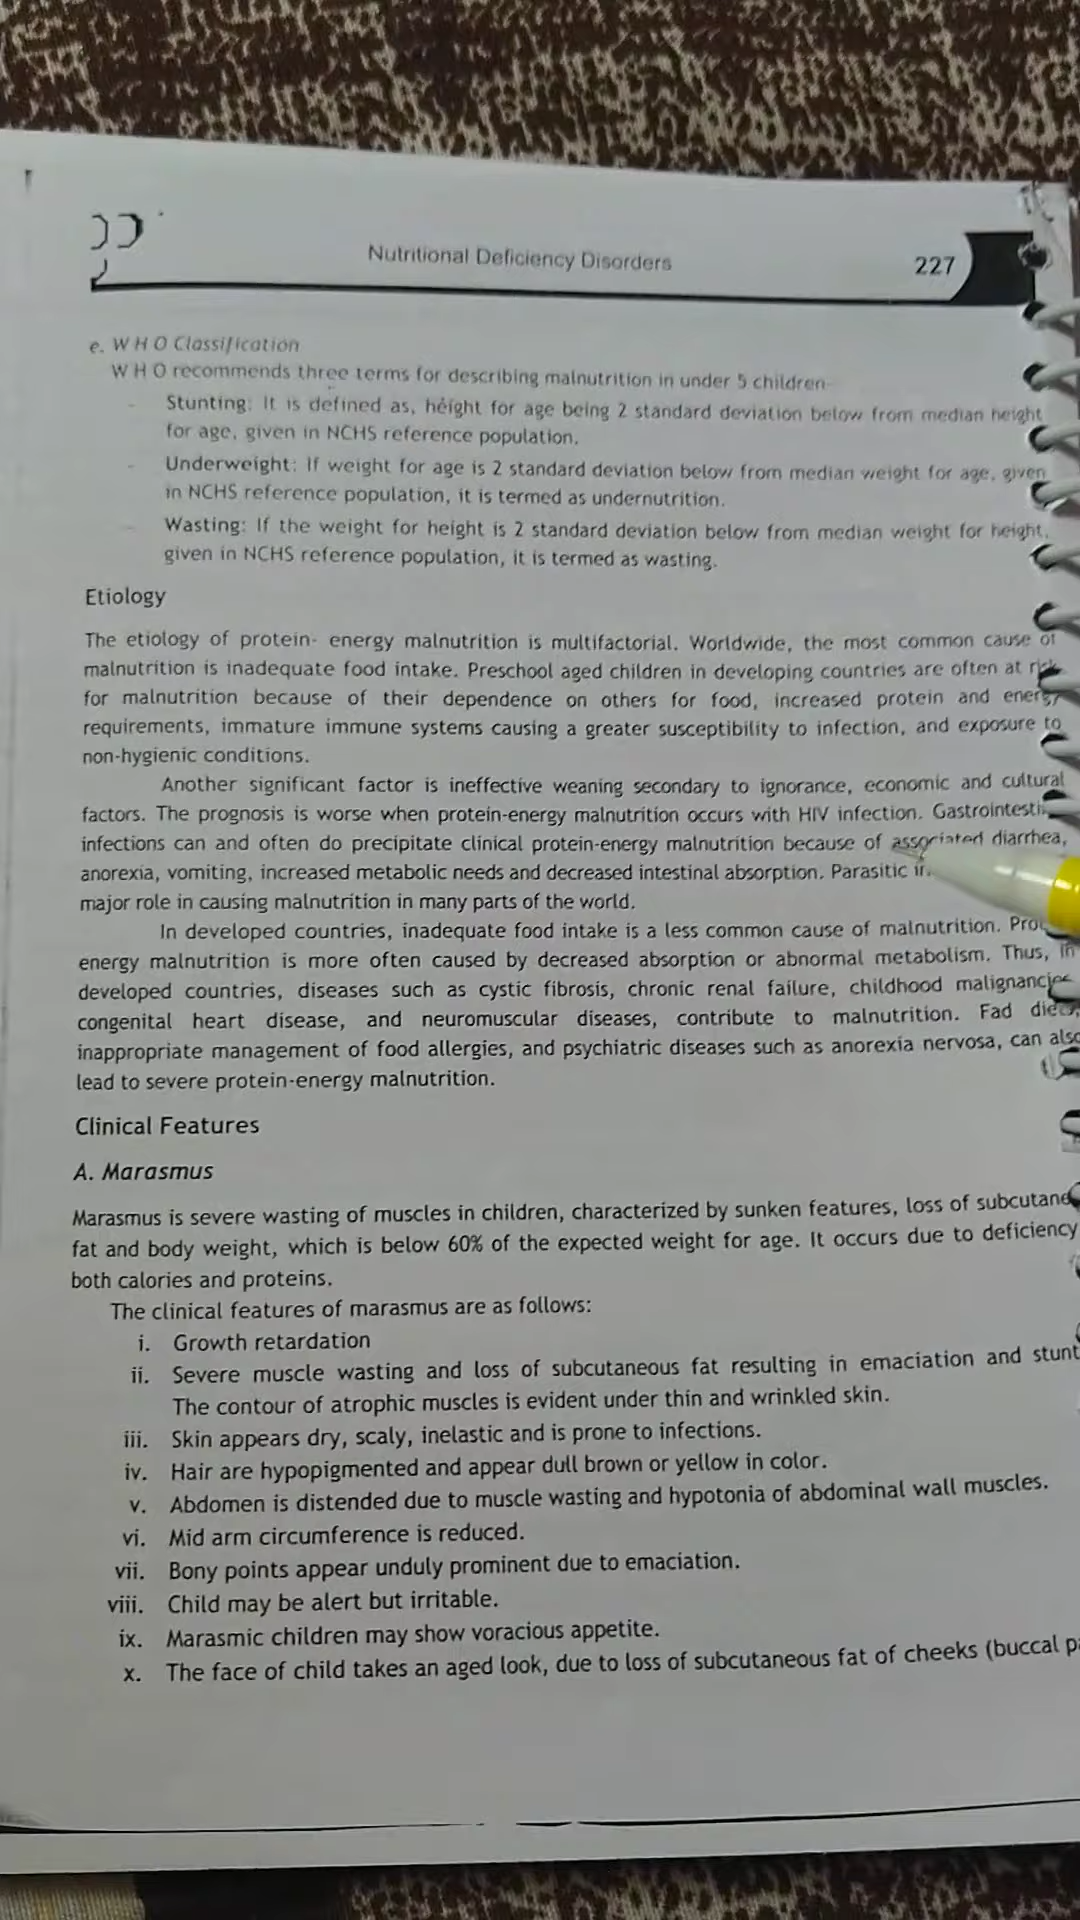 Nutritional Deficiency Disorders
227
e. W H O Classification
W H O recommends three terms for describing malnutrition in under 5 children-
- Stunting: It is defined as, height for age being 2 standard deviation below from median height
for age, given in NCHS reference population.
- Underweight: If weight for age is 2 standard deviation below from median weight for age, given
in NCHS reference population, it is termed as undernutrition.
- Wasting: If the weight for height is 2 standard deviation below from median weight for height,
given in NCHS reference population, it is termed as wasting.
Etiology
The etiology of protein- energy malnutrition is multifactorial. Worldwide, the most common cause of
malnutrition is inadequate food intake. Preschool aged children in developing countries are often at risk
for malnutrition because of their dependence on others for food, increased protein and energy
requirements, immature immune systems causing a greater susceptibility to infection, and exposure to
non-hygienic conditions.
Another significant factor is ineffective weaning secondary to ignorance, economic and cultural
factors. The prognosis is worse when protein-energy malnutrition occurs with HIV infection.
infections can and often do precipitate clinical protein-energy malnutrition because of associated diarrhea,
anorexia, vomiting, increased metabolic needs and decreased intestinal absorption. Parasitic
major role in causing malnutrition in many parts of the world.
In developed countries, inadequate food intake is a less common cause of malnutrition.
energy malnutrition is more often caused by decreased absorption or abnormal metabolism. Thus, in
developed countries, diseases such as cystic fibrosis, chronic renal failure, childhood malignancies
congenital heart disease, and neuromuscular diseases, contribute to malnutrition. Fad diets,
inappropriate management of food allergies, and psychiatric diseases such as anorexia nervosa, can also
lead to severe protein-energy malnutrition.
Clinical Features
A. Marasmus
Marasmus is severe wasting of muscles in children, characterized by sunken features, loss of
fat and body weight, which is below 60% of the expected weight for age. It occurs due to deficiency
both calories and proteins.
The clinical features of marasmus are as follows:
i. Growth retardation
ii. Severe muscle wasting and loss of subcutaneous fat resulting in emaciation and
The contour of atrophic muscles is evident under thin and wrinkled skin.
iii. Skin appears dry, scaly, inelastic and is prone to infections.
iv. Hair are hypopigmented and appear dull brown or yellow in color.
v. Abdomen is distended due to muscle wasting and hypotonia of abdominal wall muscles.
vi. Mid arm circumference is reduced.
vii. Bony points appear unduly prominent due to emaciation.
viii. Child may be alert but irritable.
ix. Marasmic children may show voracious appetite.
x. The face of child takes an aged look, due to loss of subcutaneous fat of cheeks (buccal